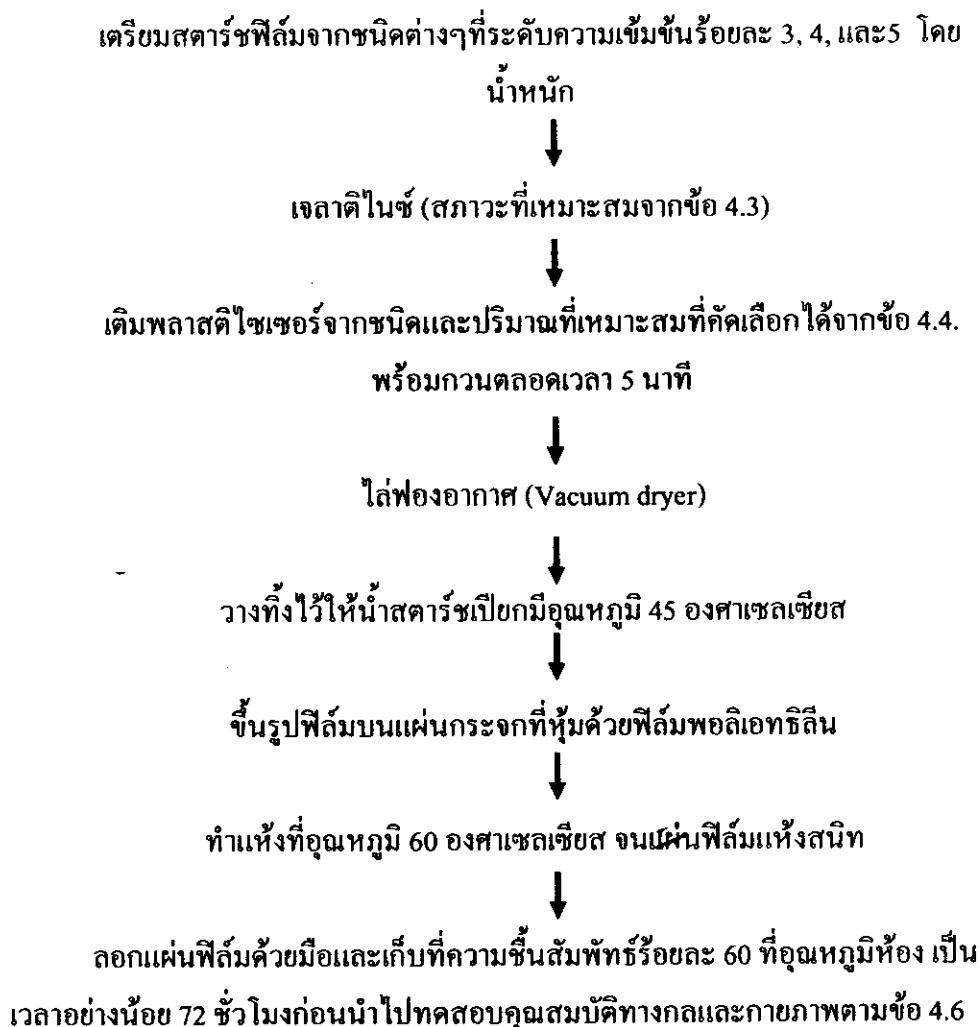 เตรียมสตาร์ชฟิล์มจากชนิดต่างๆที่ระดับความเข้มข้นร้อยละ 3, 4, และ5 โดย
น้ำหนัก
เจลาติไนซ์ (สภาวะที่เหมาะสมจากข้อ 4.3)
เติมพลาสติไซเซอร์จากชนิดและปริมาณที่เหมาะสมที่คัดเลือกได้จากข้อ 4.4.
พร้อมกวนตลอดเวลา 5 นาที
ไล่ฟองอากาศ (Vacuum dryer)
วางทิ้งไว้ให้น้ำสตาร์ชเปียกมีอุณหภูมิ 45 องศาเซลเซียส
ขึ้นรูปฟิล์มบนแผ่นกระจกที่หุ้มด้วยฟิล์มพอลิเอทธิลีน
ทำแห้งที่อุณหภูมิ 60 องศาเซลเซียส จนแผ่นฟิล์มแห้งสนิท
ลอกแผ่นฟิล์มด้วยมือและเก็บที่ความชื้นสัมพัทธ์ร้อยละ 60 ที่อุณหภูมิห้อง เป็น
เวลาอย่างน้อย 72 ชั่วโมงก่อนนำไปทดสอบคุณสมบัติทางกลและกายภาพตามข้อ 4.6